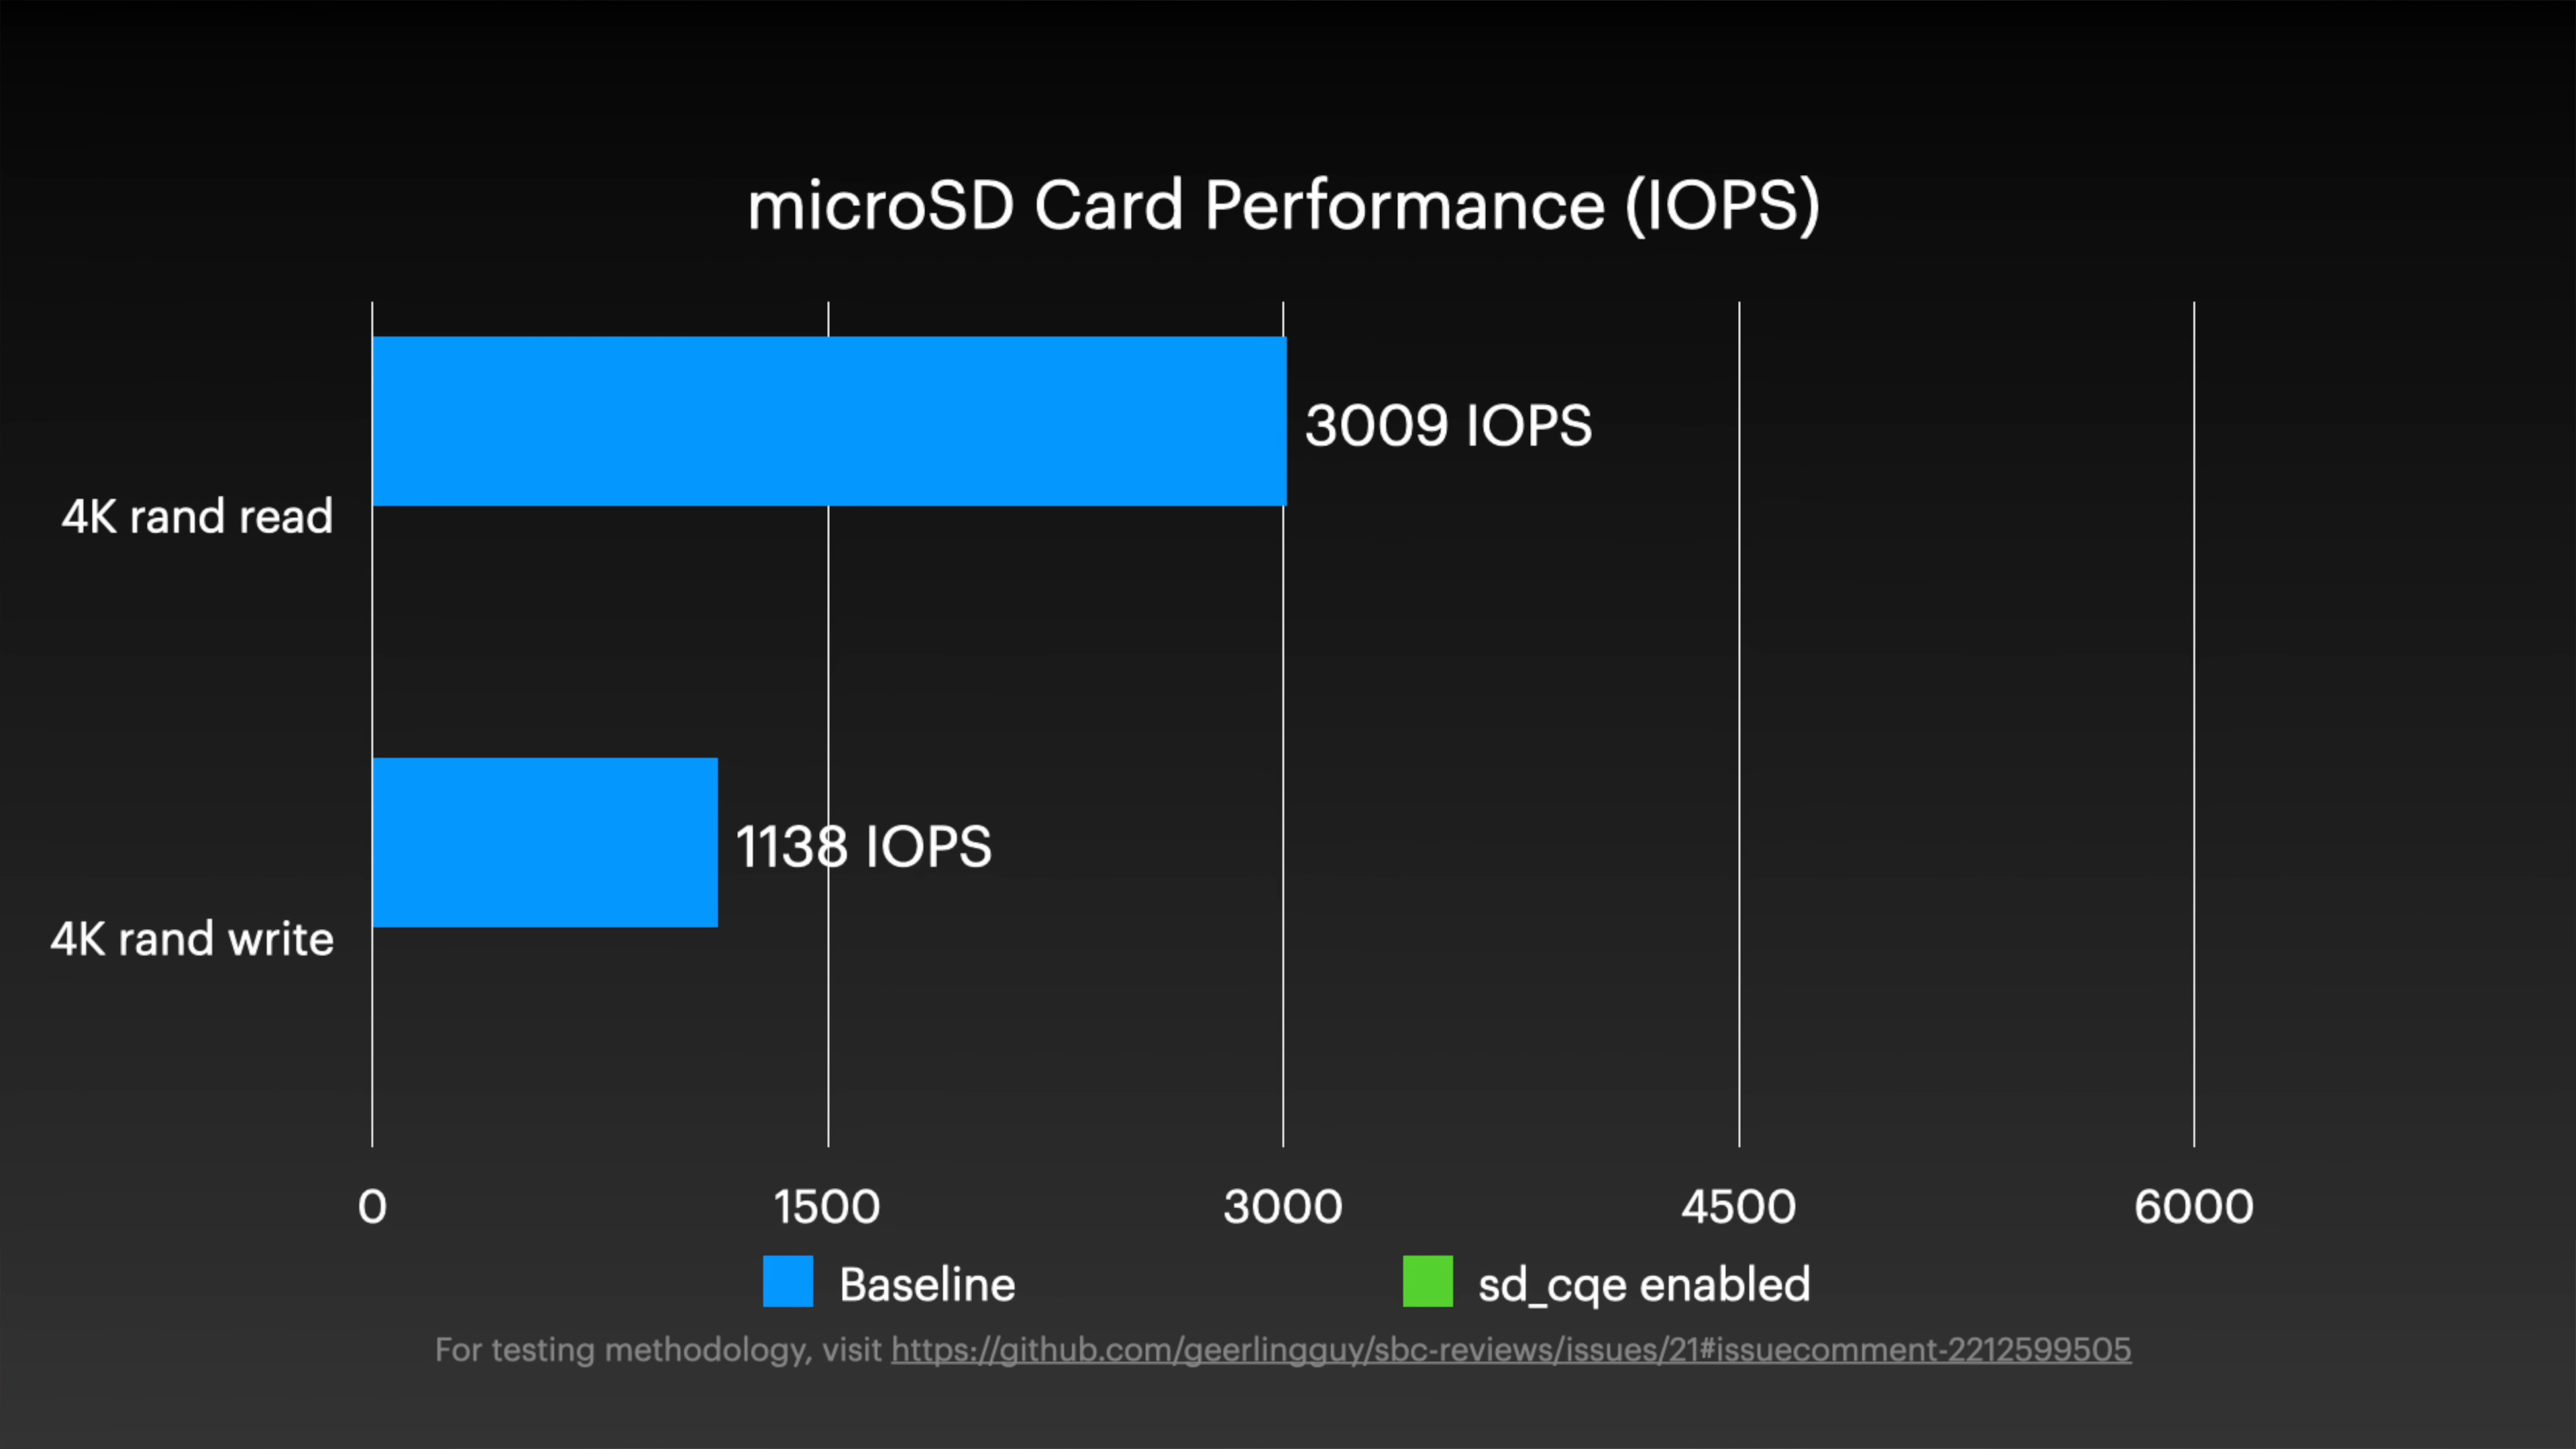 microSD Card Performance (IOPS)
3009 IOPS
4K rand read
1138 IOPS
4K rand write
0 1500 3000 4500 6000
Baseline sd_cqe enabled
For testing methodology, visit https://github.com/geerlingguy/sbc-reviews/issues/21#issuecomment-2212599505